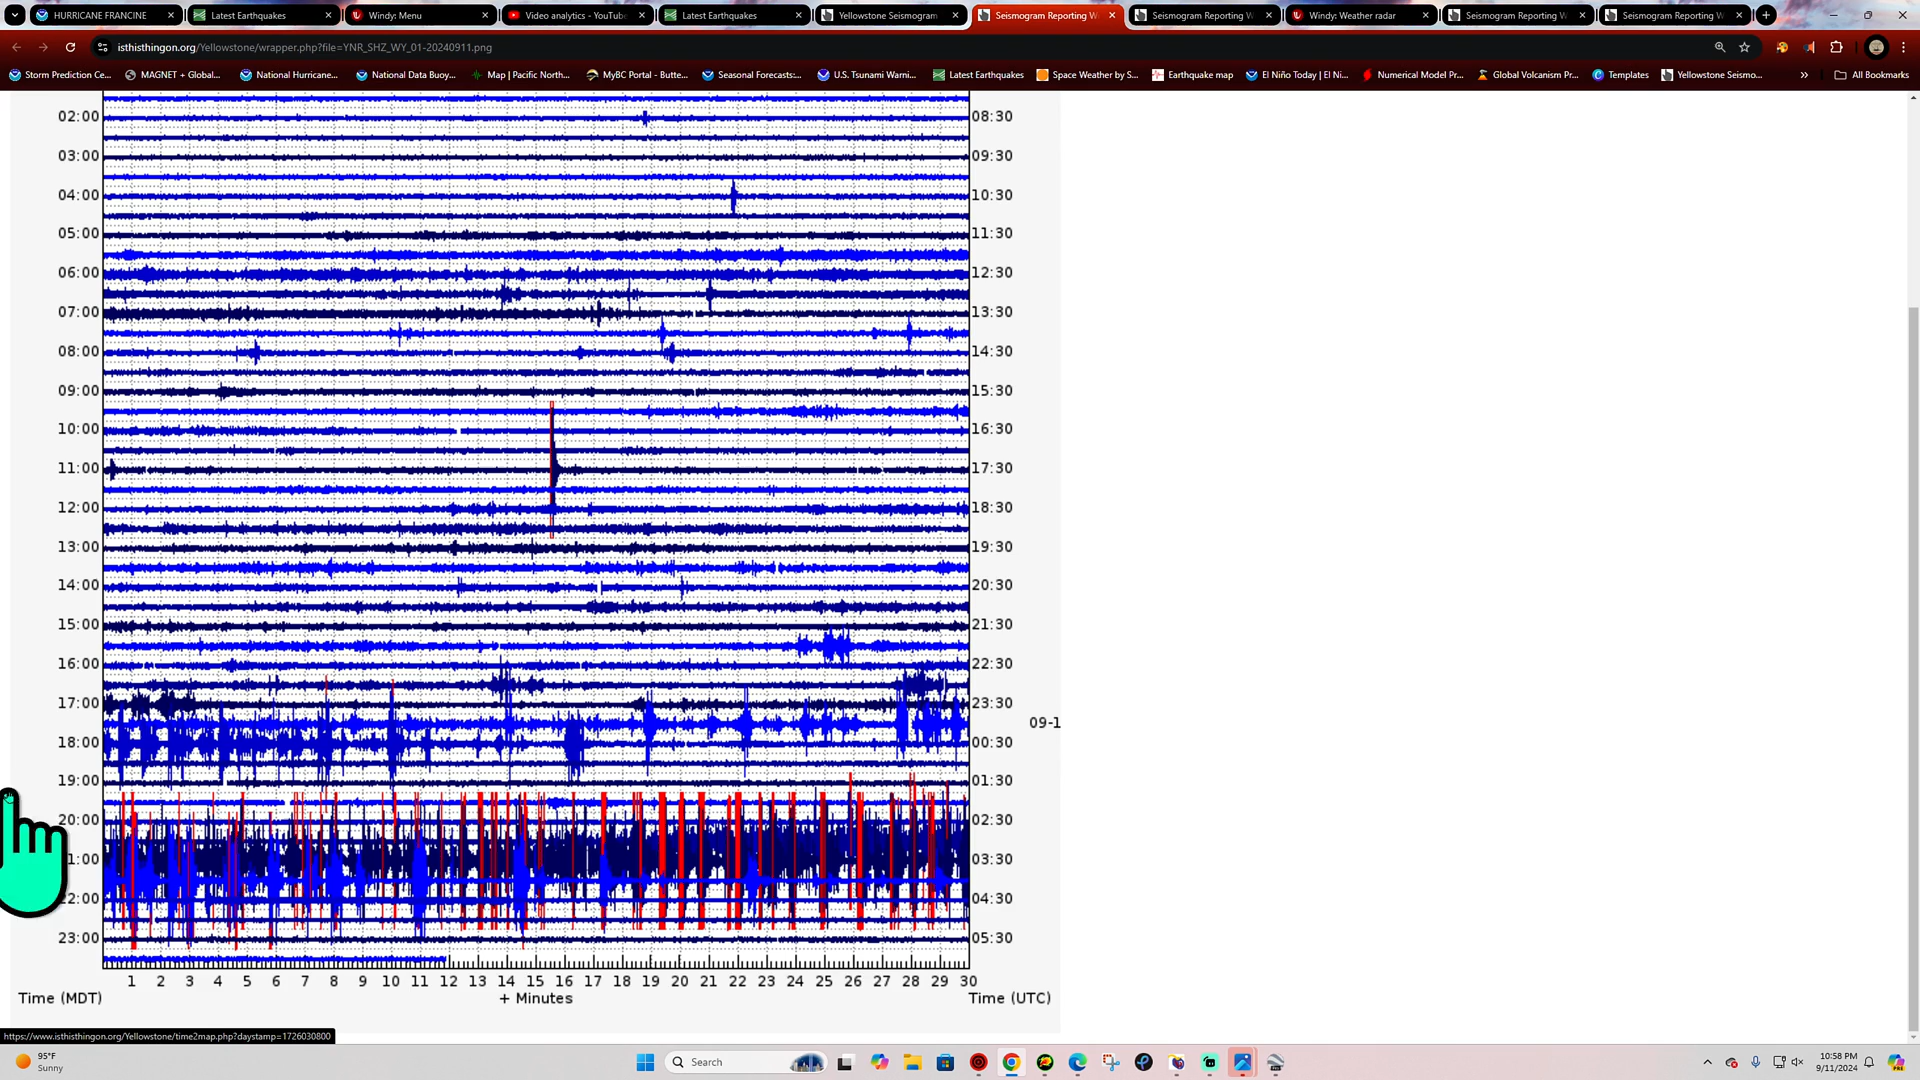 HURRICANE FRANCINE
Latest Earthquakes
Windy: Menu
Video analytics - YouTube
Latest Earthquakes
Yellowstone Seismogram
Seismogram Reporting W
Seismogram Reporting W
Windy: Weather radar
Seismogram Reporting W
Seismogram Reporting W
isthisthingon.org/Yellowstone/wrapper.php?file=YNR_SHZ_WY_01-20240911.png
Storm Prediction Ce...
MAGNET + Global...
National Hurricane...
National Data Buoy...
Map | Pacific North...
MyBC Portal - Butte...
Seasonal Forecasts:...
U.S. Tsunami Warni...
Latest Earthquakes
Space Weather by S...
Earthquake map
El Niño Today | El Ni...
Numerical Model Pr...
Global Volcanism Pr...
Templates
Yellowstone Seismo...
»
All Bookmarks
02:00 08:30
03:00 09:30
04:00 10:30
05:00 11:30
06:00 12:30
07:00 13:30
08:00 14:30
09:00 15:30
10:00 16:30
11:00 17:30
12:00 18:30
13:00 19:30
14:00 20:30
15:00 21:30
16:00 22:30
17:00 23:30
09-1
18:00 00:30
19:00 01:30
20:00 02:30
1:00 03:30
2:00 04:30
23:00 05:30
1 2 3 4 5 6 7 8 9 10 11 12 13 14 15 16 17 18 19 20 21 22 23 24 25 26 27 28 29 30
Time (MDT) + Minutes Time (UTC)
https://www.isthisthingon.org/Yellowstone/time2map.php?daystamp=1726030800
95°F
Sunny
Search
10:58 PM
9/11/2024